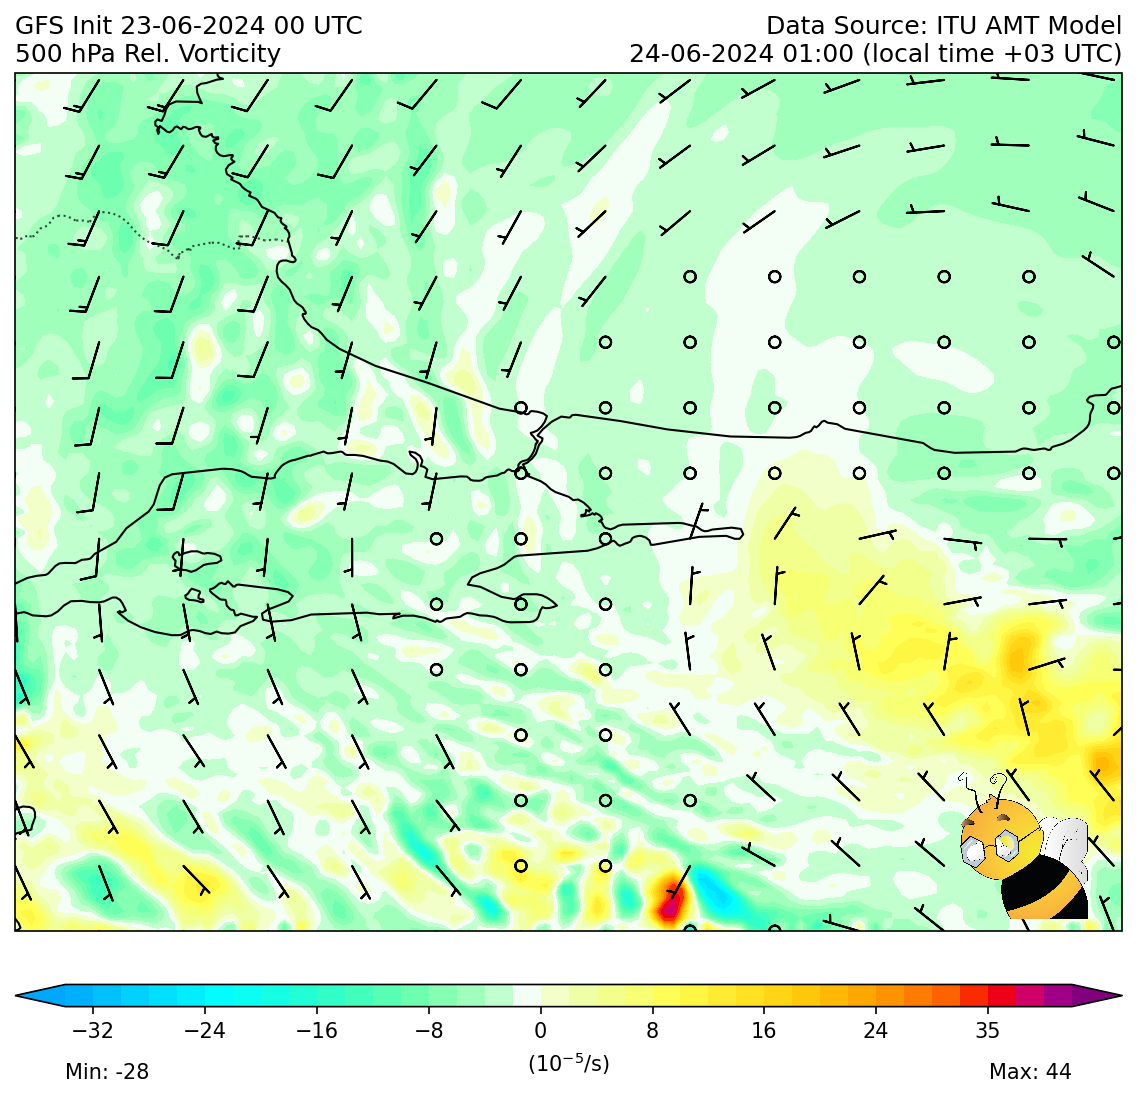 GFS Init 23-06-2024 00 UTC
Data Source: ITU AMT Model
500 hPa Rel. Vorticity
24-06-2024 01:00 (local time +03 UTC)
−32 −24 −16 −8 0 8 16 24 35
(10⁻⁵/s)
Min: -28
Max: 44